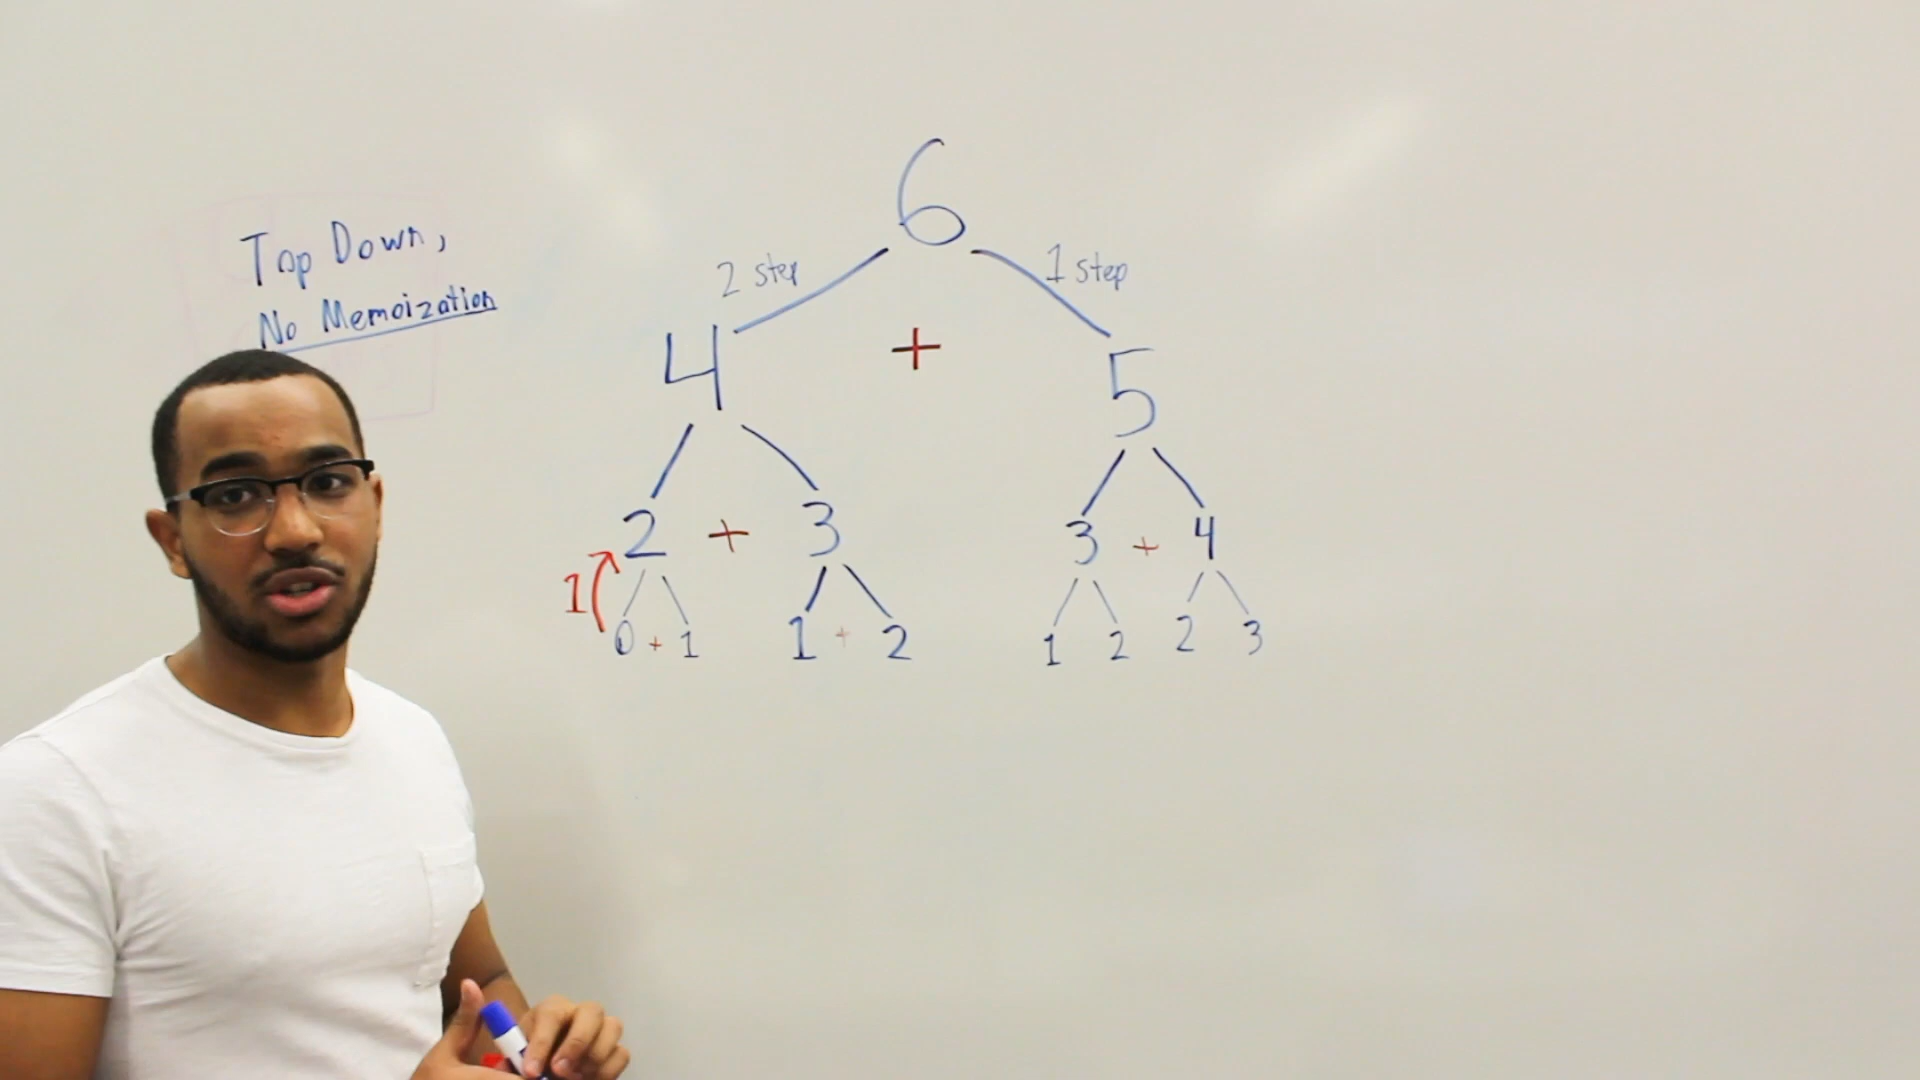 Top Down,
No Memoization
6
2 step
1 step
4 + 5
2 + 3
3 + 4
1
0 + 1
1 + 2
1 2
2 3